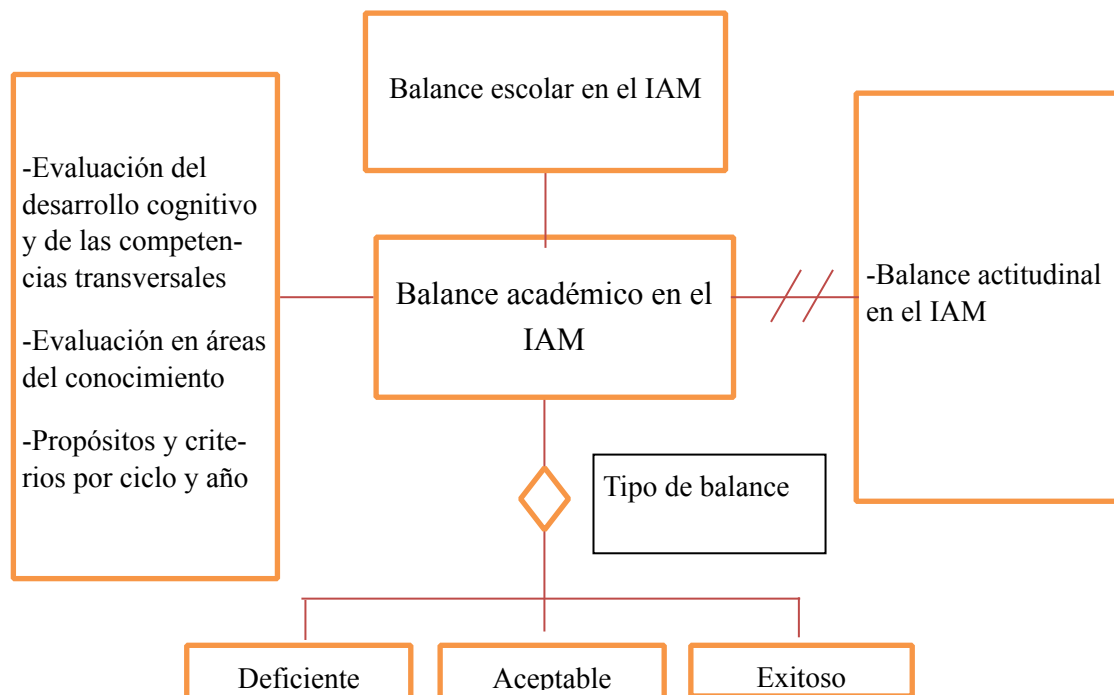 Balance escolar en el IAM
-Evaluación del
desarrollo cognitivo
y de las competen-
cias transversales
-Evaluación en áreas
del conocimiento
-Propósitos y crite-
rios por ciclo y año
Balance académico en el
IAM
-Balance actitudinal
en el IAM
Tipo de balance
Deficiente
Aceptable
Exitoso